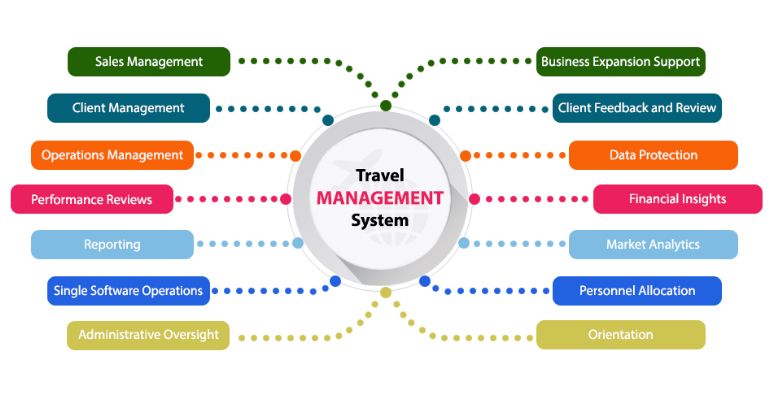 Sales Management
Business Expansion Support
Client Management
Client Feedback and Review
Operations Management
Data Protection
Travel
MANAGEMENT
System
Performance Reviews
Financial Insights
Reporting
Market Analytics
Single Software Operations
Personnel Allocation
Administrative Oversight
Orientation